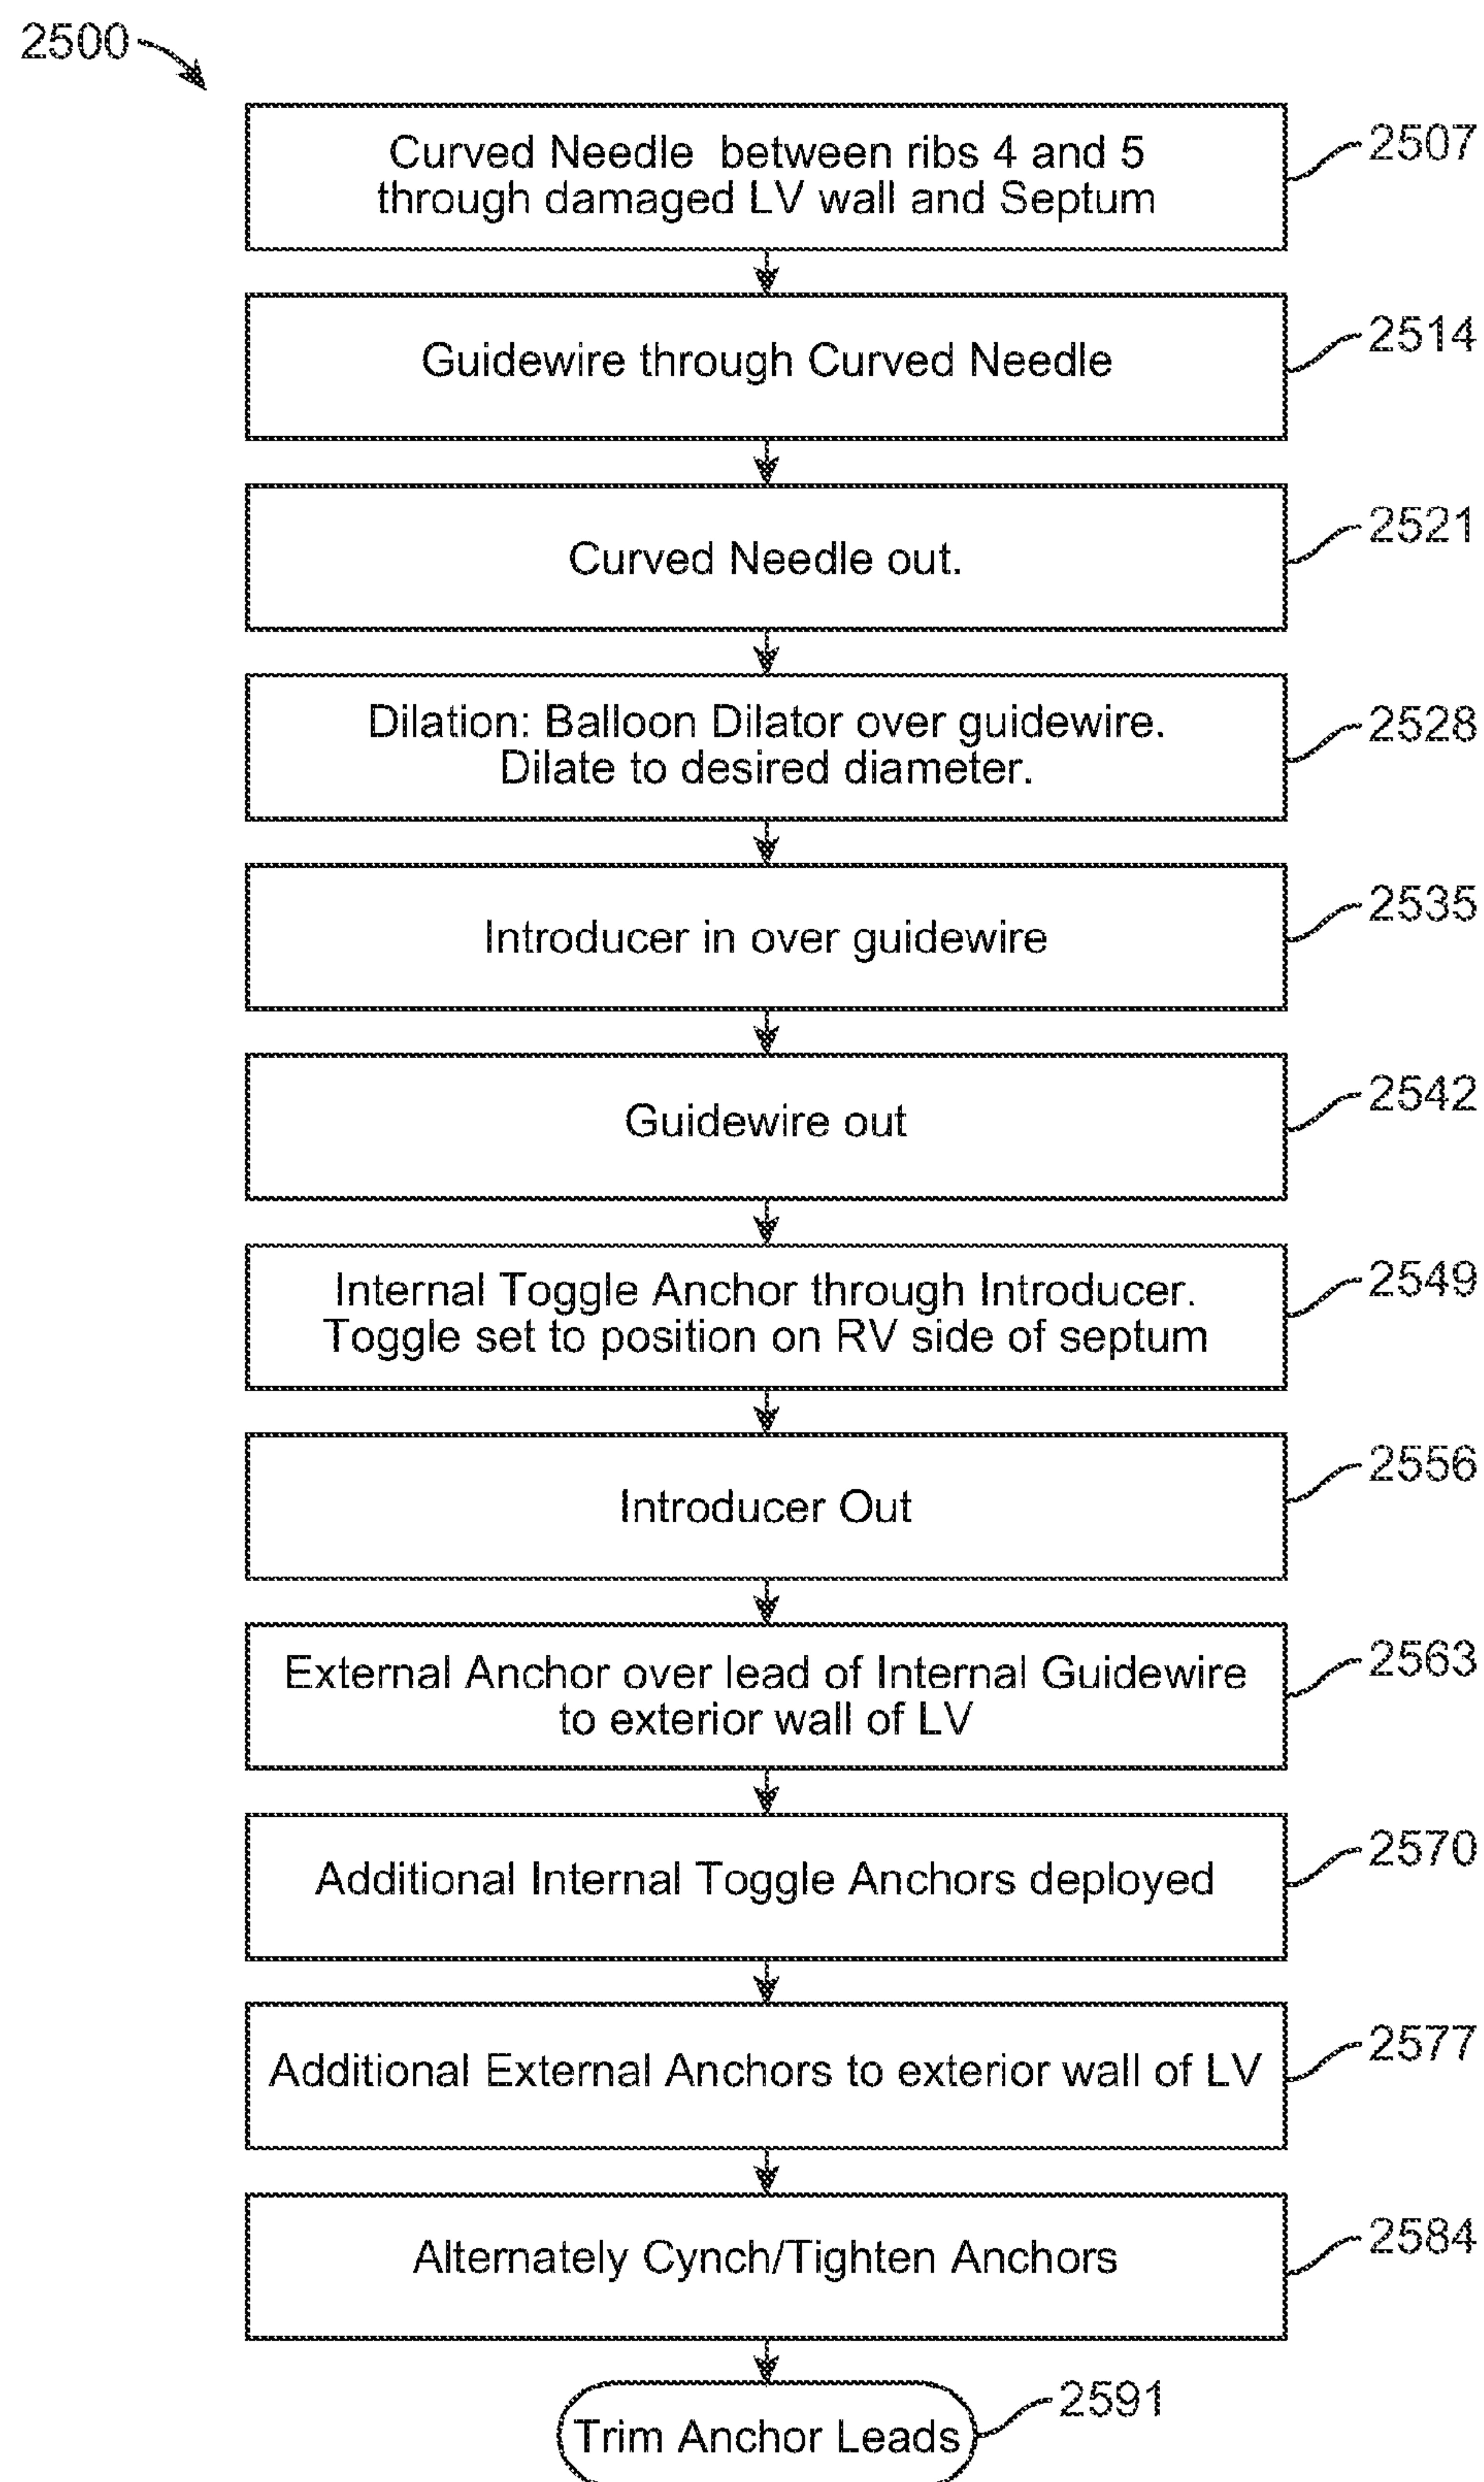 2500
Curved Needle between ribs 4 and 5
through damaged LV wall and Septum
2507
Guidewire through Curved Needle
2514
Curved Needle out.
2521
Dilation: Balloon Dilator over guidewire.
Dilate to desired diameter.
2528
Introducer in over guidewire
2535
Guidewire out
2542
Internal Toggle Anchor through Introducer.
Toggle set to position on RV side of septum
2549
Introducer Out
2556
External Anchor over lead of Internal Guidewire
to exterior wall of LV
2563
Additional Internal Toggle Anchors deployed
2570
Additional External Anchors to exterior wall of LV
2577
Alternately Cynch/Tighten Anchors
2584
Trim Anchor Leads
2591